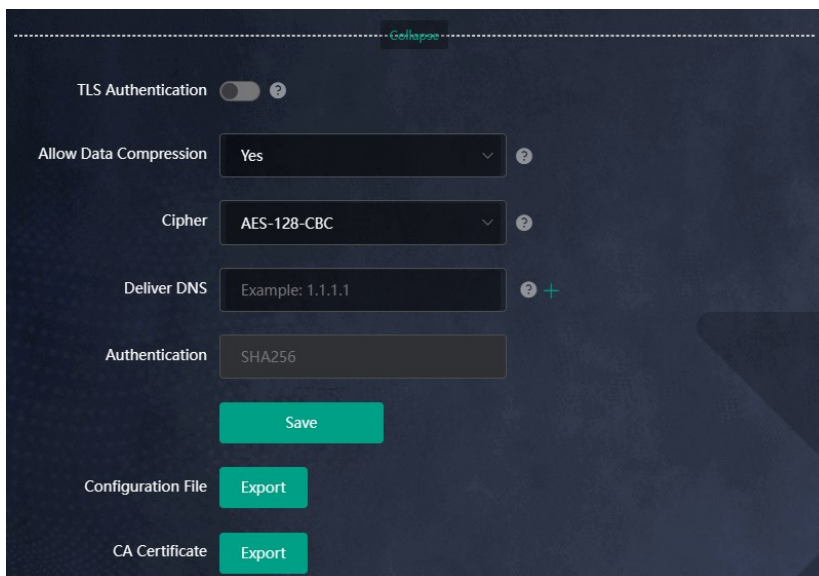 Collapse
TLS Authentication ?
Allow Data Compression Yes ?
Cipher AES-128-CBC ?
Deliver DNS Example: 1.1.1.1 ? +
Authentication SHA256
Save
Configuration File Export
CA Certificate Export